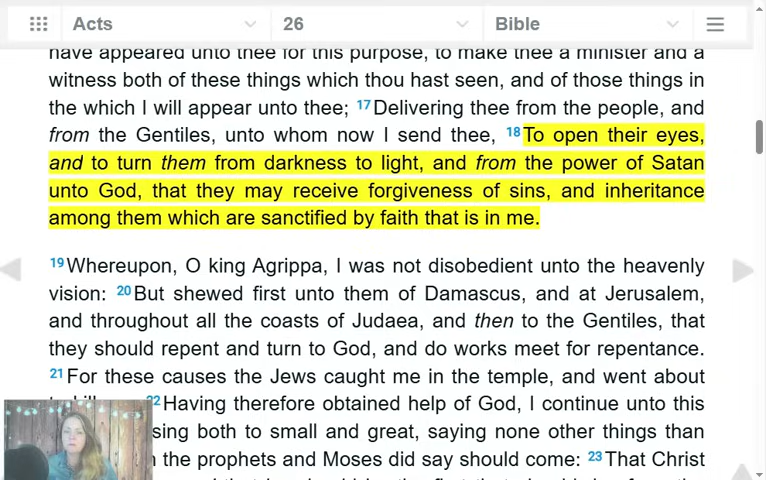 Acts 26 Bible
have appeared unto thee for this purpose, to make thee a minister and a
witness both of these things which thou hast seen, and of those things in
the which I will appear unto thee; 17 Delivering thee from the people, and
from the Gentiles, unto whom now I send thee, 18 To open their eyes,
and to turn them from darkness to light, and from the power of Satan
unto God, that they may receive forgiveness of sins, and inheritance
among them which are sanctified by faith that is in me.
19 Whereupon, O king Agrippa, I was not disobedient unto the heavenly
vision: 20 But shewed first unto them of Damascus, and at Jerusalem,
and throughout all the coasts of Judaea, and then to the Gentiles, that
they should repent and turn to God, and do works meet for repentance.
21 For these causes the Jews caught me in the temple, and went about
22 Having therefore obtained help of God, I continue unto this
both to small and great, saying none other things than
the prophets and Moses did say should come: 23 That Christ